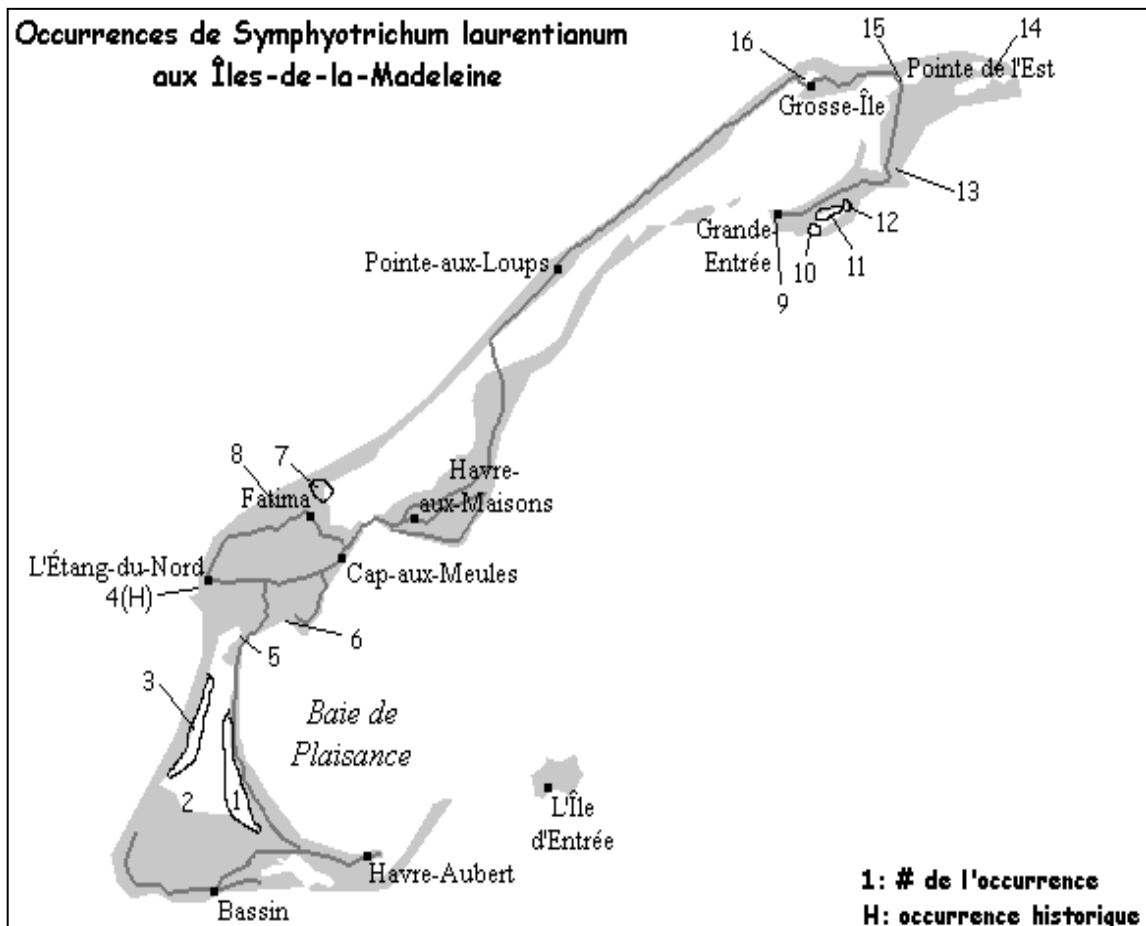 Occurrences de Symphyotrichum laurentianum
aux Îles-de-la-Madeleine
16
15
14
Pointe de l'Est
Grosse-Île
13
12
Grande-
Entrée
10
11
9
Pointe-aux-Loups
8
7
Fatima
Havre-
aux-Maisons
L'Étang-du-Nord
4(H)
Cap-aux-Meules
5
6
3
Baie de
Plaisance
2
1
L'Île
d'Entrée
Havre-Aubert
Bassin
1: # de l'occurrence
H: occurrence historique